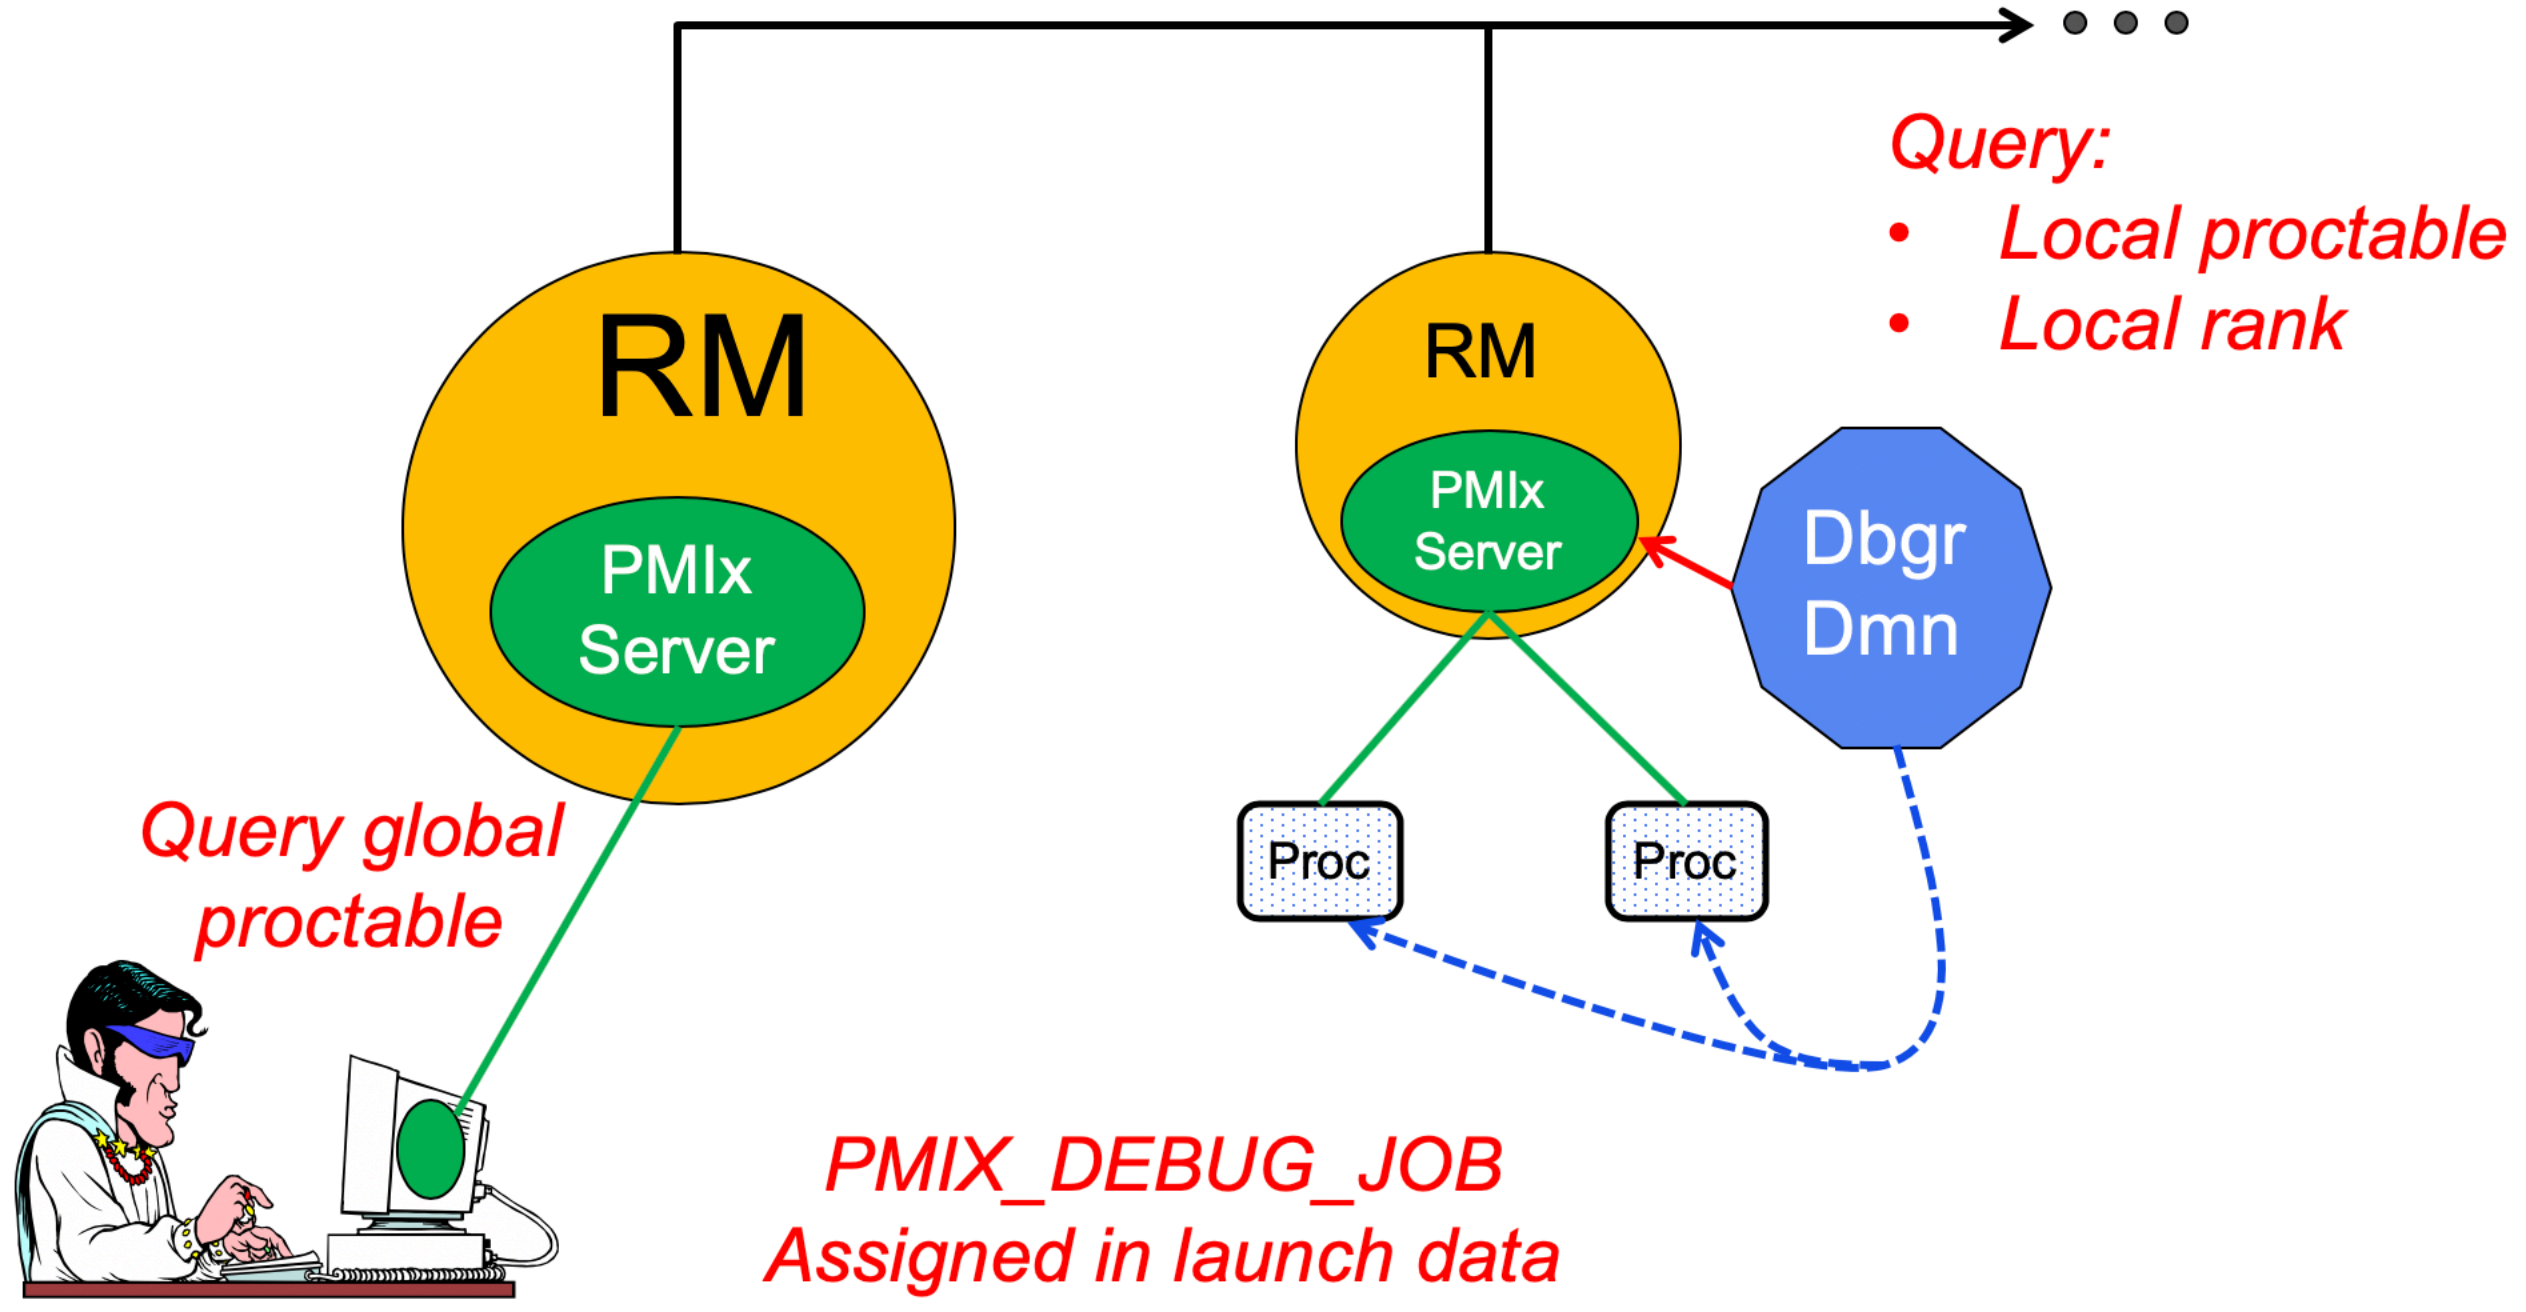 Query:
• Local proctable
• Local rank
RM
PMIx
Server
RM
PMIx
Server
Dbgr
Dmn
Query global
proctable
Proc
Proc
PMIX_DEBUG_JOB
Assigned in launch data